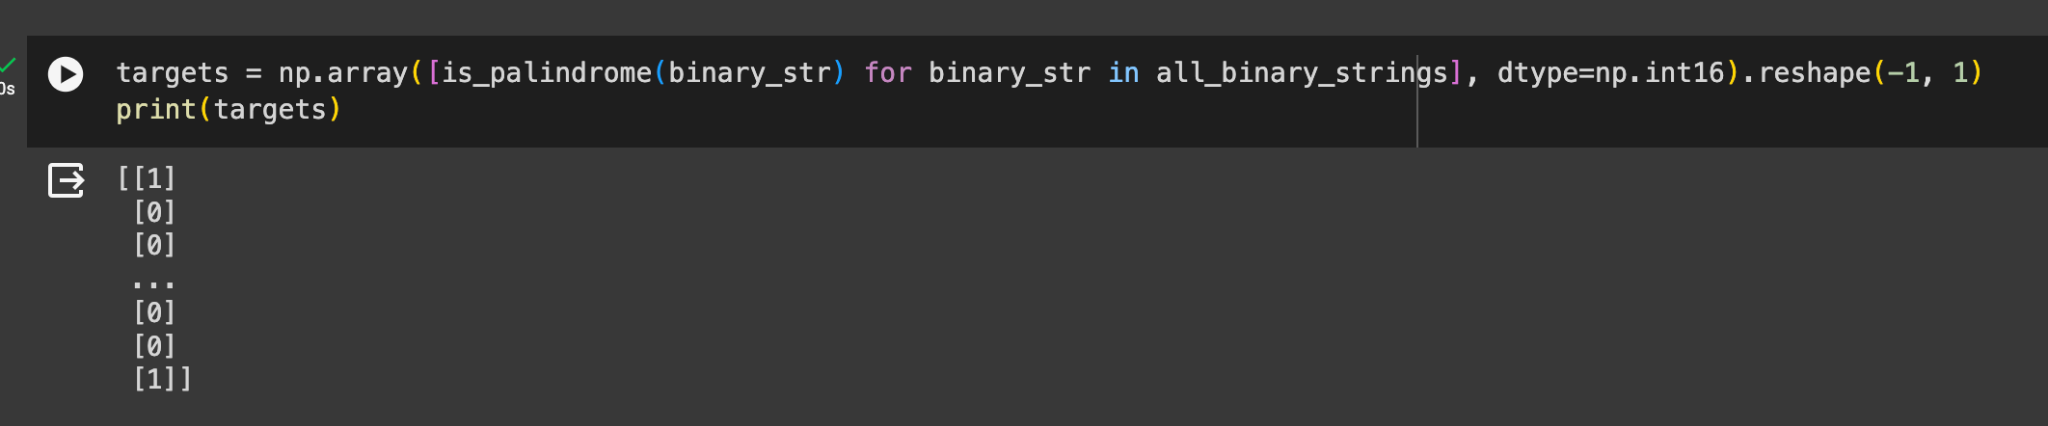 targets = np.array([is_palindrome(binary_str) for binary_str in all_binary_strings], dtype=np.int16).reshape(-1, 1)
0s
print(targets)
[[1]
[0]
[0]
...
[0]
[0]
[1]]